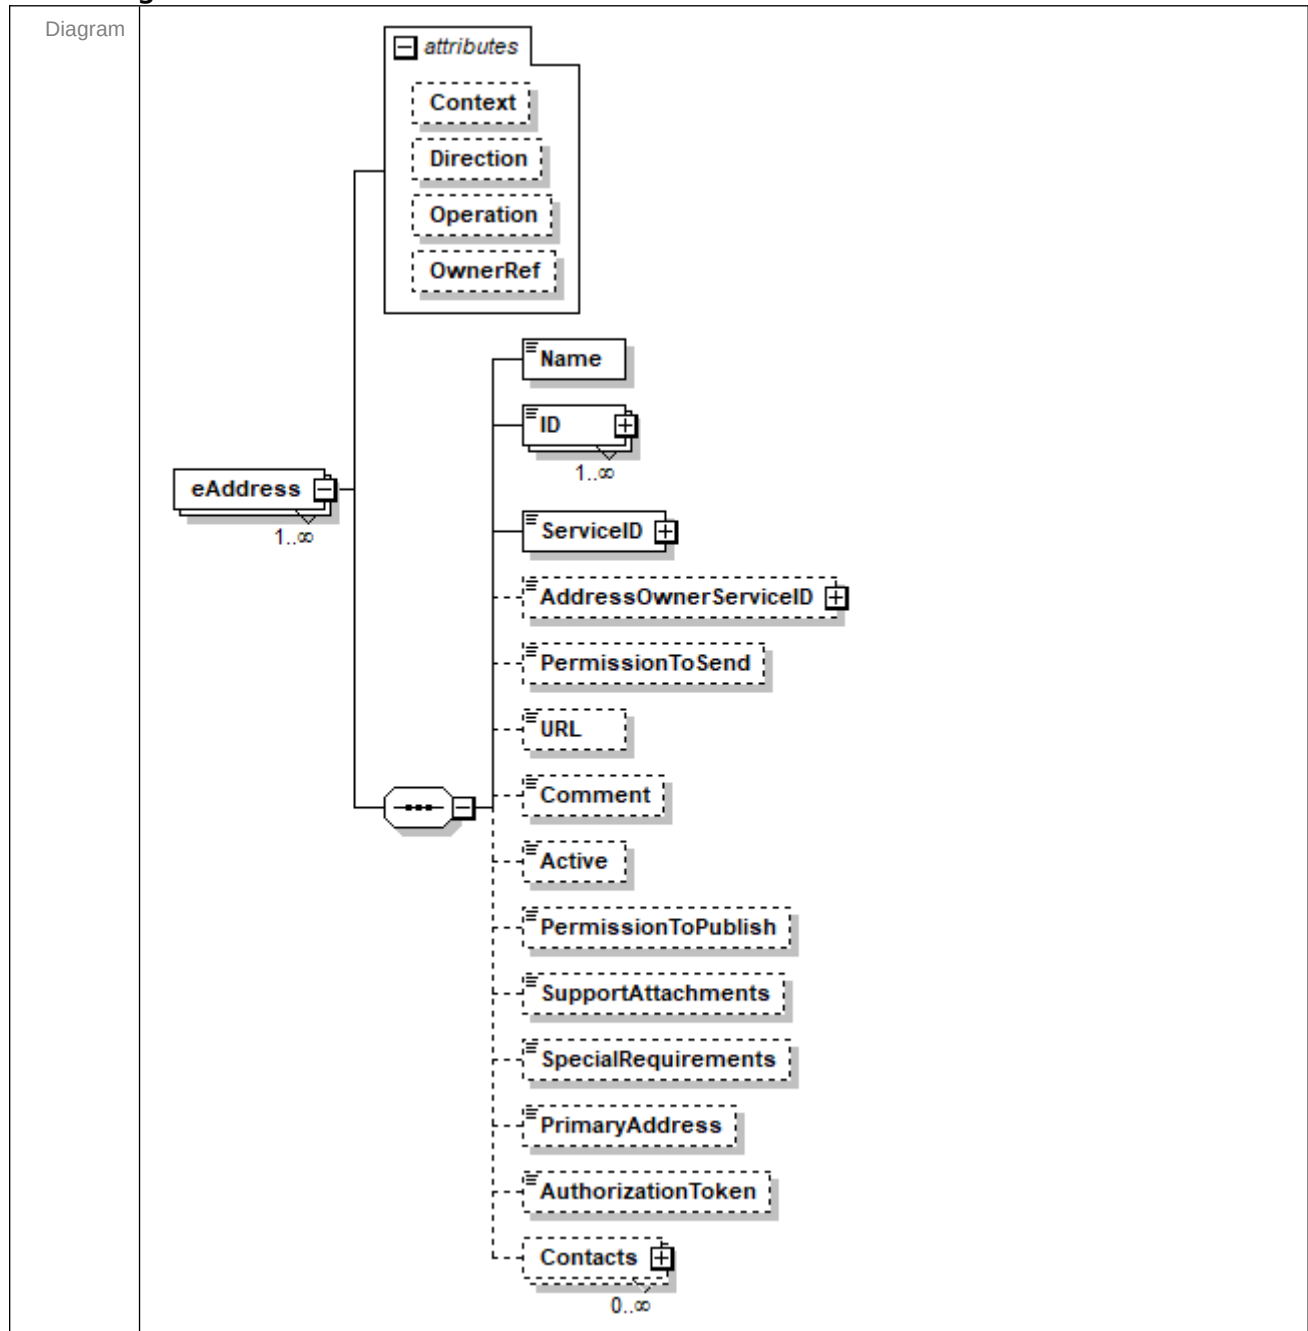 Diagram
attributes
Context
Direction
Operation
OwnerRef
Name
ID
1..∞
eAddress
1..∞
ServiceID
AddressOwnerServiceID
PermissionToSend
URL
Comment
Active
PermissionToPublish
SupportAttachments
SpecialRequirements
PrimaryAddress
AuthorizationToken
Contacts
0..∞